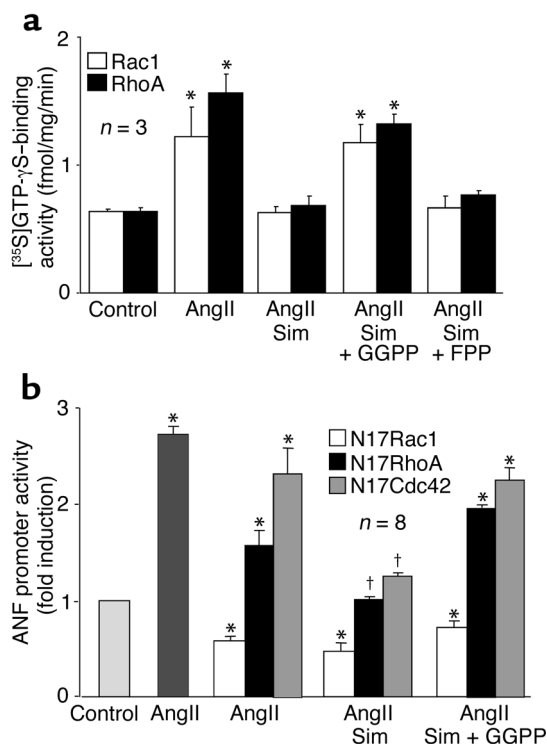 a
2
1
0
[³⁵S]GTP-γS–binding
activity (fmol/mg/min)
Rac1
RhoA
n = 3
* *
* *
Control AngII AngII AngII AngII
Sim Sim Sim
+ GGPP + FPP
b
3
2
1
0
ANF promoter activity
(fold induction)
N17Rac1
N17RhoA
N17Cdc42
n = 8
*
* * *
* † †
* * *
Control AngII AngII AngII AngII
Sim Sim + GGPP